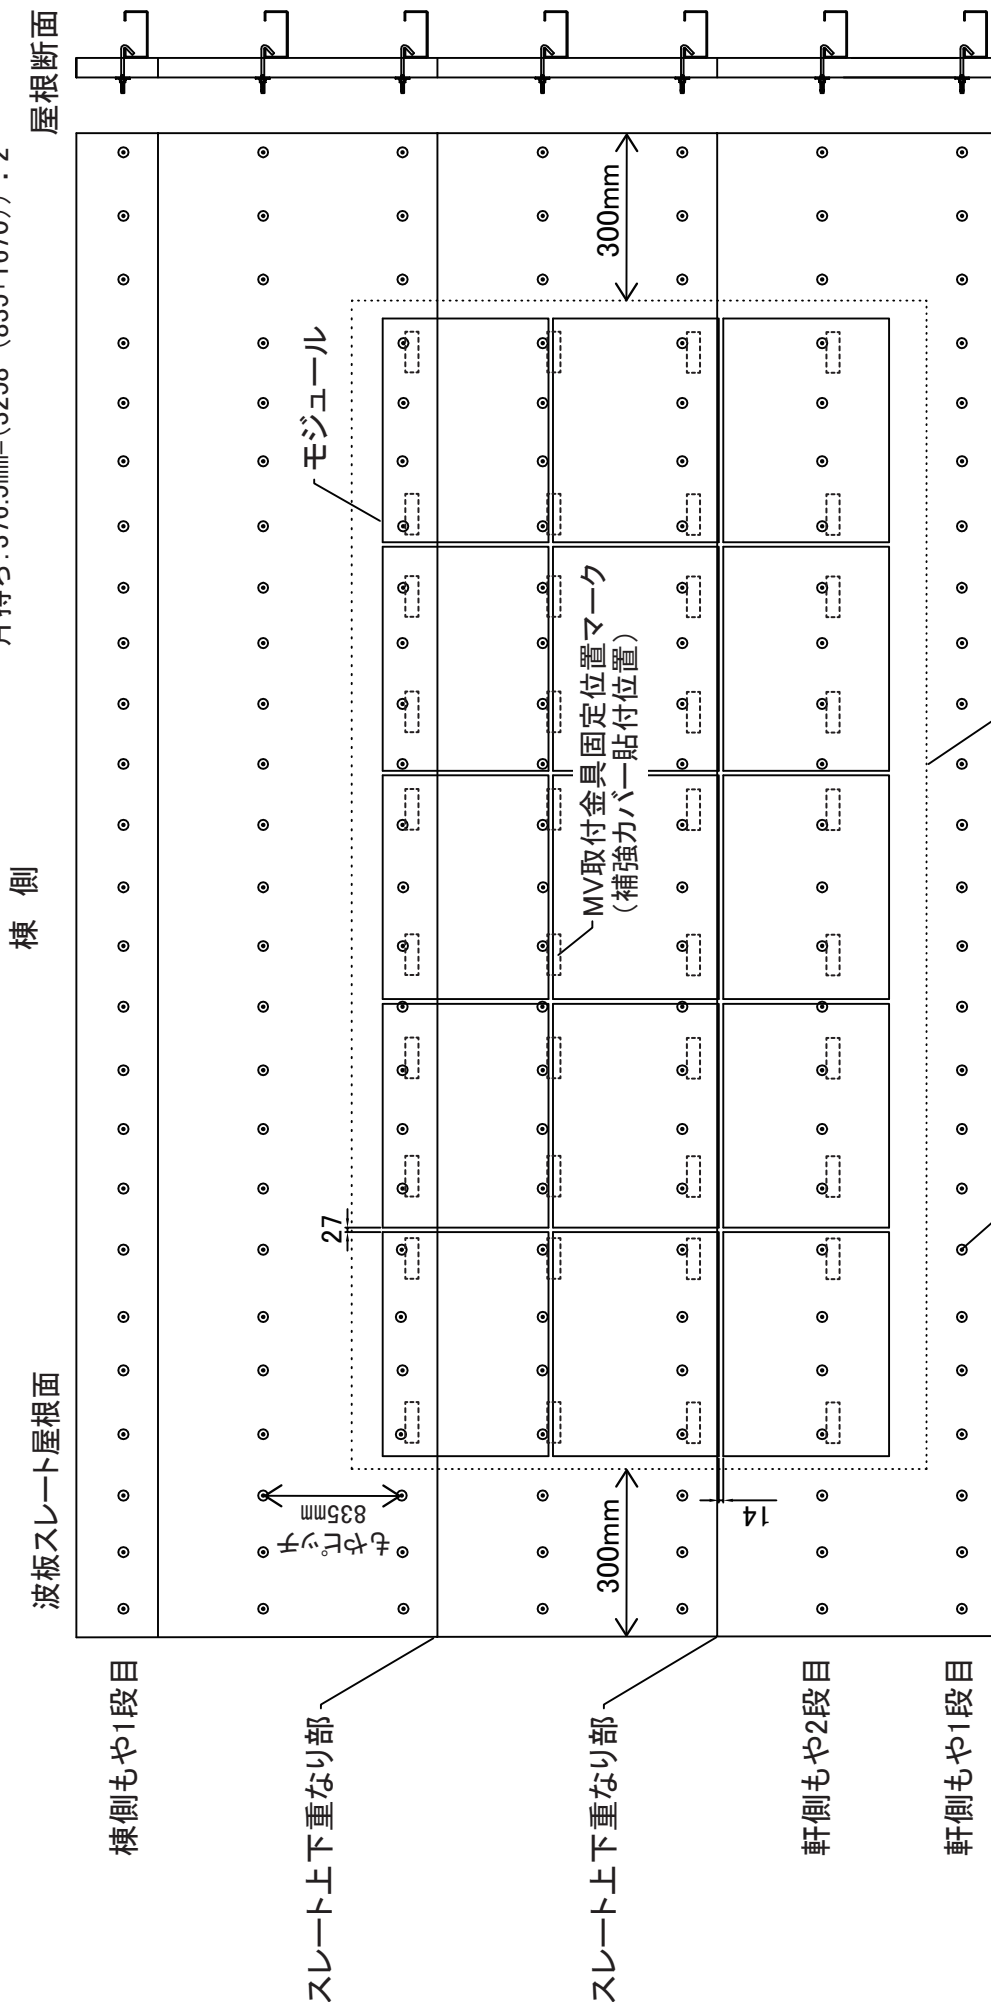 片持ち:376.5mm=(3258-(835+1670))÷2
棟 側
波板スレート屋根面
屋根断面
棟側もや1段目
もやピッチ
835mm
27
モジュール
スレート上下重なり部
300mm
300mm
MV取付金具固定位置マーク
(補強カバー貼付位置)
スレート上下重なり部
14
軒側もや2段目
軒側もや1段目